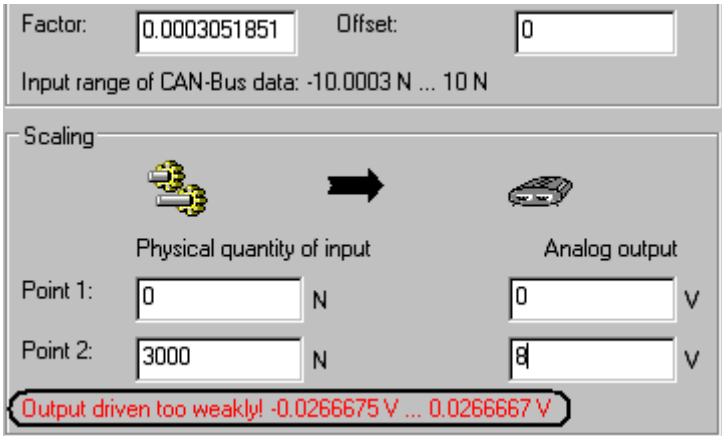 Factor: 0.0003051851 Offset: 0
Input range of CAN-Bus data: -10.0003 N ... 10 N
Scaling
Physical quantity of input Analog output
Point 1: 0 N 0 V
Point 2: 3000 N 8 V
Output driven too weakly! -0.0266675 V ... 0.0266667 V